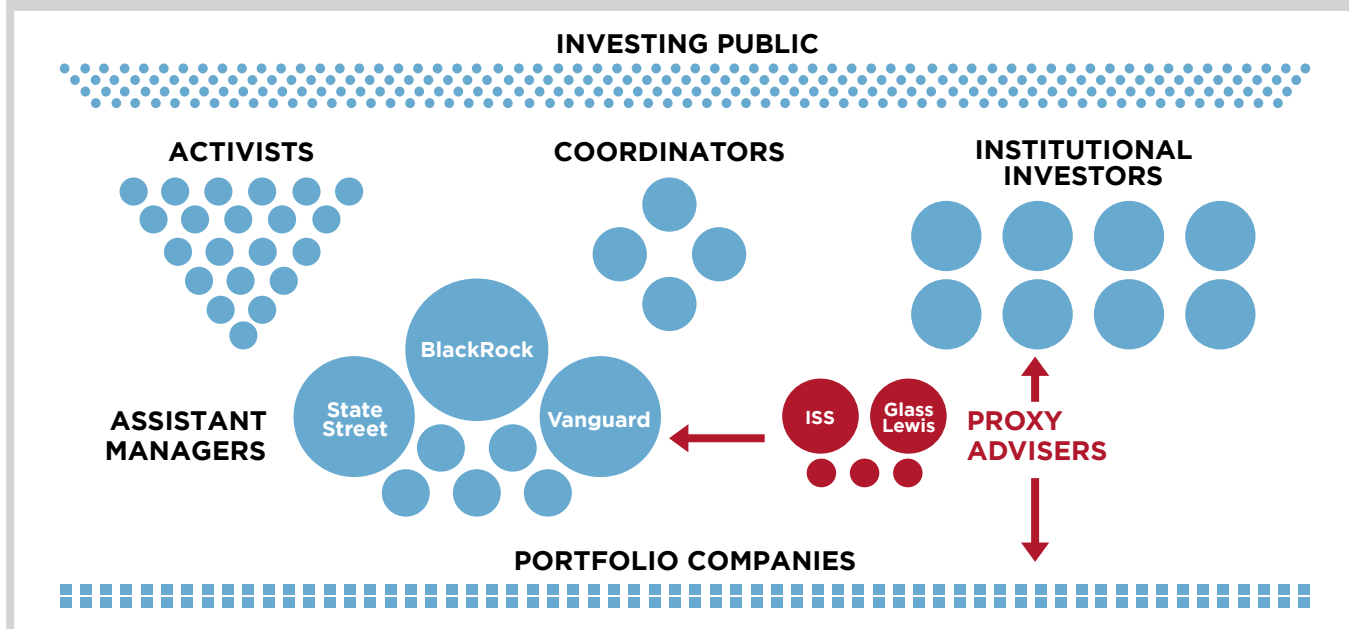 INVESTING PUBLIC
ACTIVISTS
COORDINATORS
INSTITUTIONAL
INVESTORS
BlackRock
State
Street
Vanguard
ASSISTANT
MANAGERS
ISS
Glass
Lewis
PROXY
ADVISERS
PORTFOLIO COMPANIES